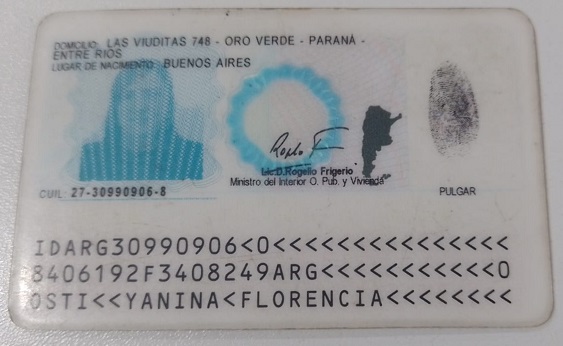 DOMICILIO: LAS VIUDITAS 748 - ORO VERDE - PARANÁ -
ENTRE RIOS
LUGAR DE NACIMIENTO: BUENOS AIRES
Lic.D.Rogelio Frigerio
Ministro del Interior O. Pub. y Vivienda
CUIL: 27-30990906-8
PULGAR
IDARG30990906<0<<<<<<<<<<<<<<<
8406192F3408249ARG<<<<<<<<<<<0
OSTI<<YANINA<FLORENCIA<<<<<<<<